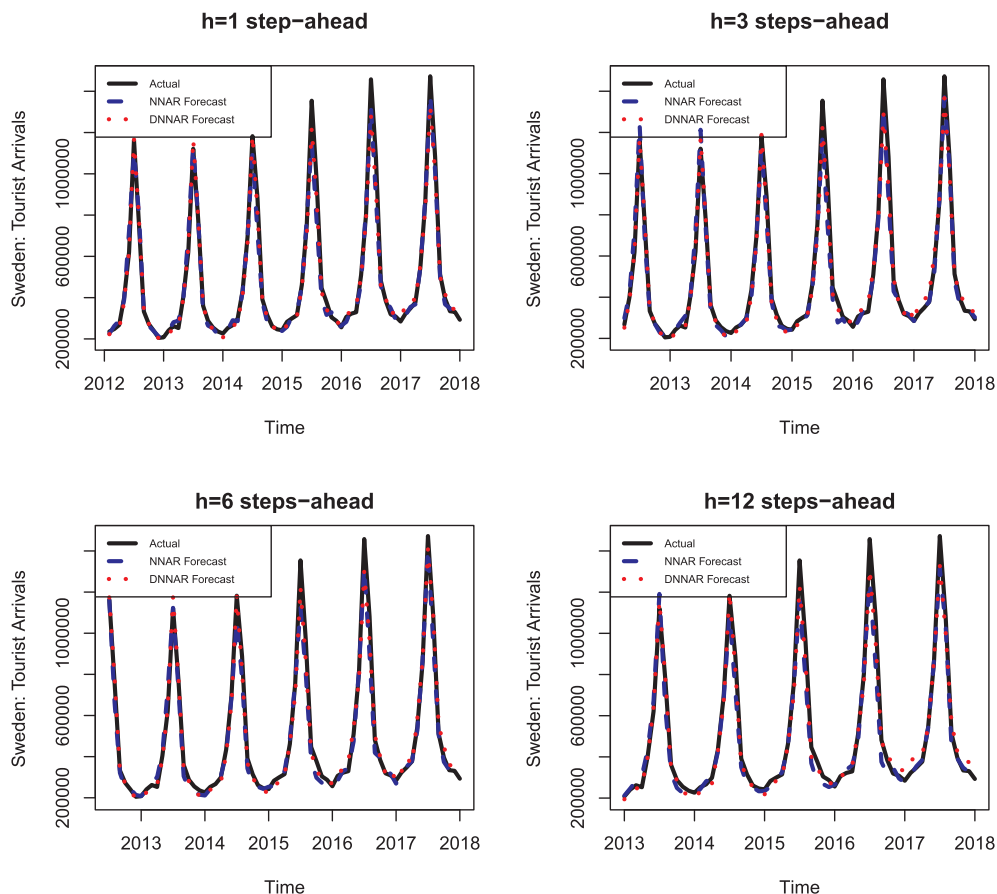 h=1 step−ahead
Actual
NNAR Forecast
DNNAR Forecast
Sweden: Tourist Arrivals
200000 600000 1000000
2012 2013 2014 2015 2016 2017 2018
Time
h=3 steps−ahead
Actual
NNAR Forecast
DNNAR Forecast
Sweden: Tourist Arrivals
200000 600000 1000000
2013 2014 2015 2016 2017 2018
Time
h=6 steps−ahead
Actual
NNAR Forecast
DNNAR Forecast
Sweden: Tourist Arrivals
200000 600000 1000000
2013 2014 2015 2016 2017 2018
Time
h=12 steps−ahead
Actual
NNAR Forecast
DNNAR Forecast
Sweden: Tourist Arrivals
200000 600000 1000000
2013 2014 2015 2016 2017 2018
Time